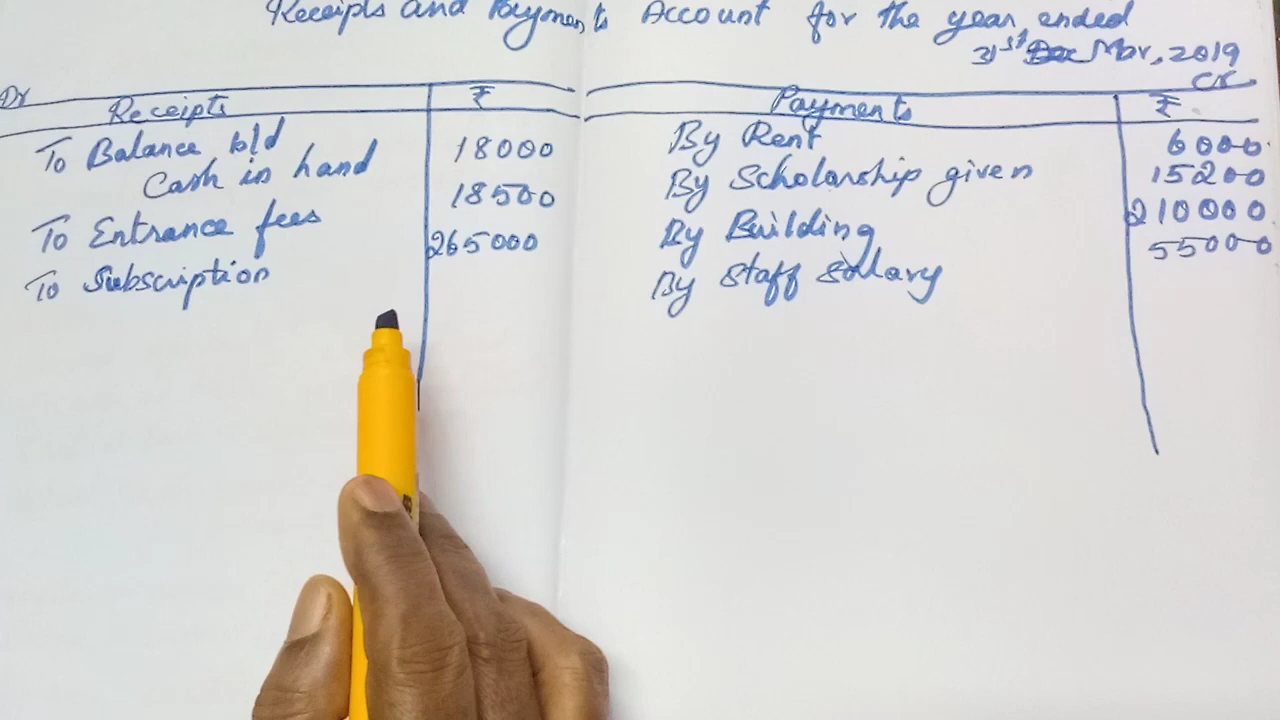 Receipts and Payments Account for the year ended
31st Mar, 2019
Dr
Cr
Receipts ₹
To Balance b/d
Cash in hand 18000
To Entrance fees 18500
To Subscription 265000
Payments ₹
By Rent 6000
By Scholarship given 15200
By Building 210000
By Staff Salary 55000